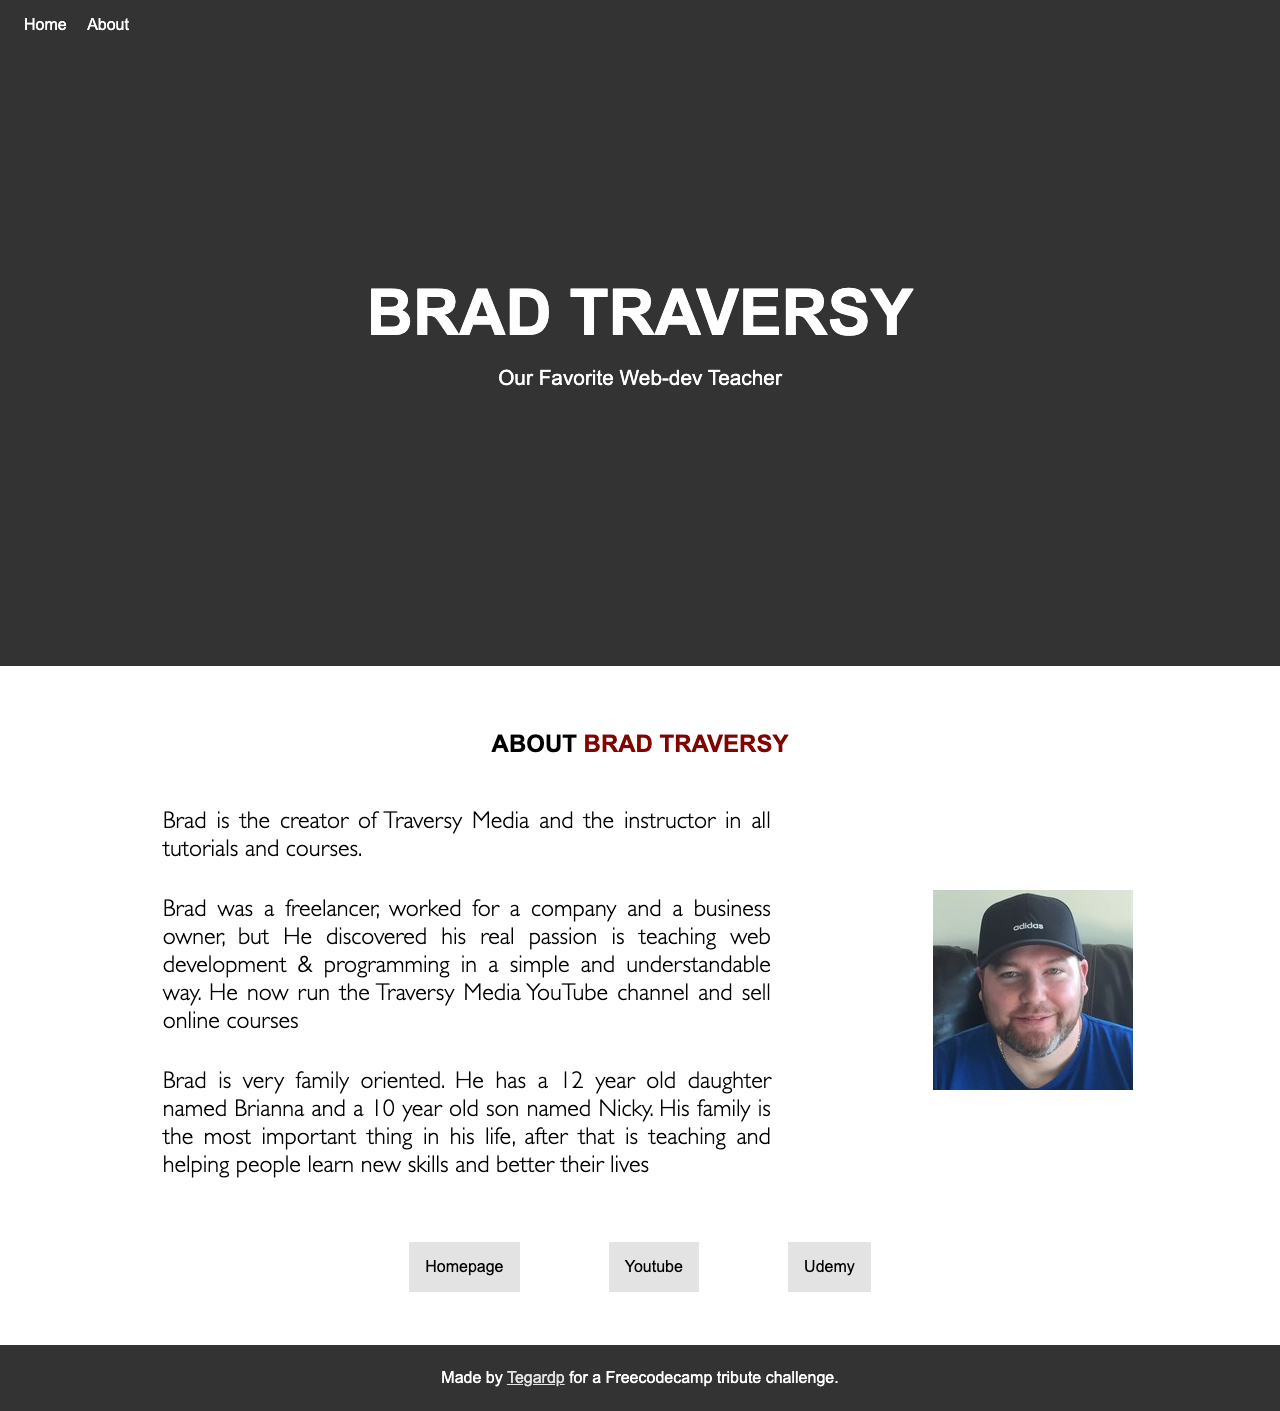 Home About
BRAD TRAVERSY
Our Favorite Web-dev Teacher
ABOUT BRAD TRAVERSY
Brad is the creator of Traversy Media and the instructor in all
tutorials and courses.
Brad was a freelancer, worked for a company and a business
owner, but He discovered his real passion is teaching web
development & programming in a simple and understandable
way. He now run the Traversy Media YouTube channel and sell
online courses
adidas
Brad is very family oriented. He has a 12 year old daughter
named Brianna and a 10 year old son named Nicky. His family is
the most important thing in his life, after that is teaching and
helping people learn new skills and better their lives
Homepage Youtube Udemy
Made by Tegardp for a Freecodecamp tribute challenge.